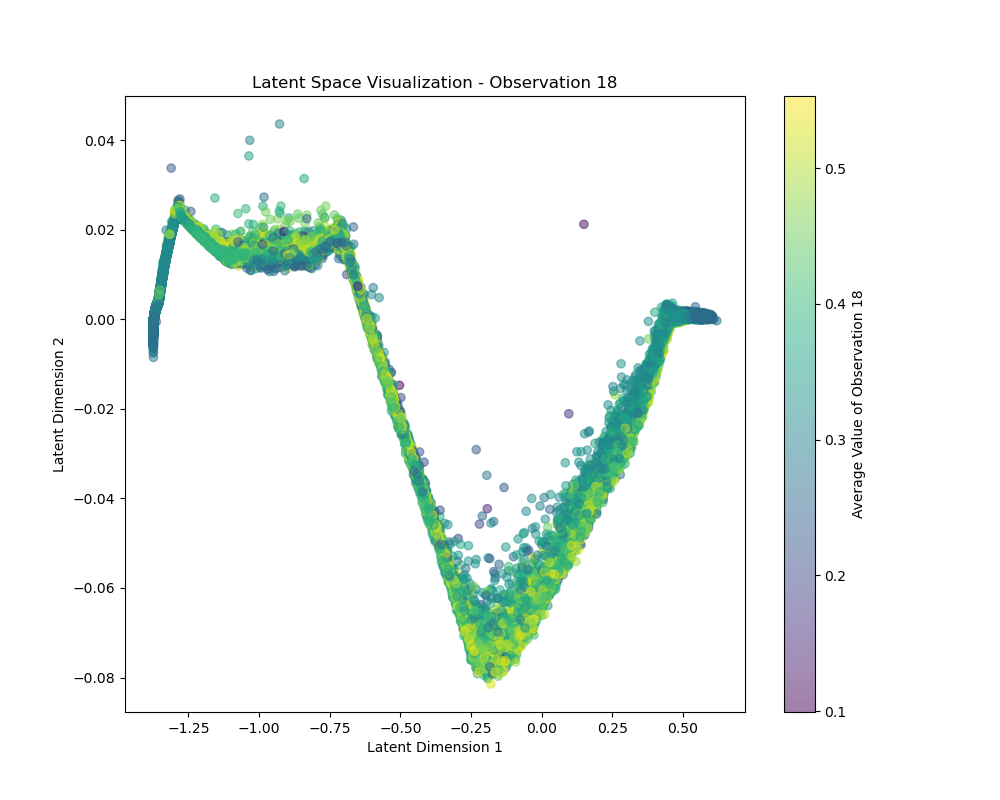 Latent Space Visualization - Observation 18
0.04
0.02
0.00
−0.02
−0.04
−0.06
−0.08
Latent Dimension 2
−1.25 −1.00 −0.75 −0.50 −0.25 0.00 0.25 0.50
Latent Dimension 1
0.5
0.4
0.3
0.2
0.1
Average Value of Observation 18